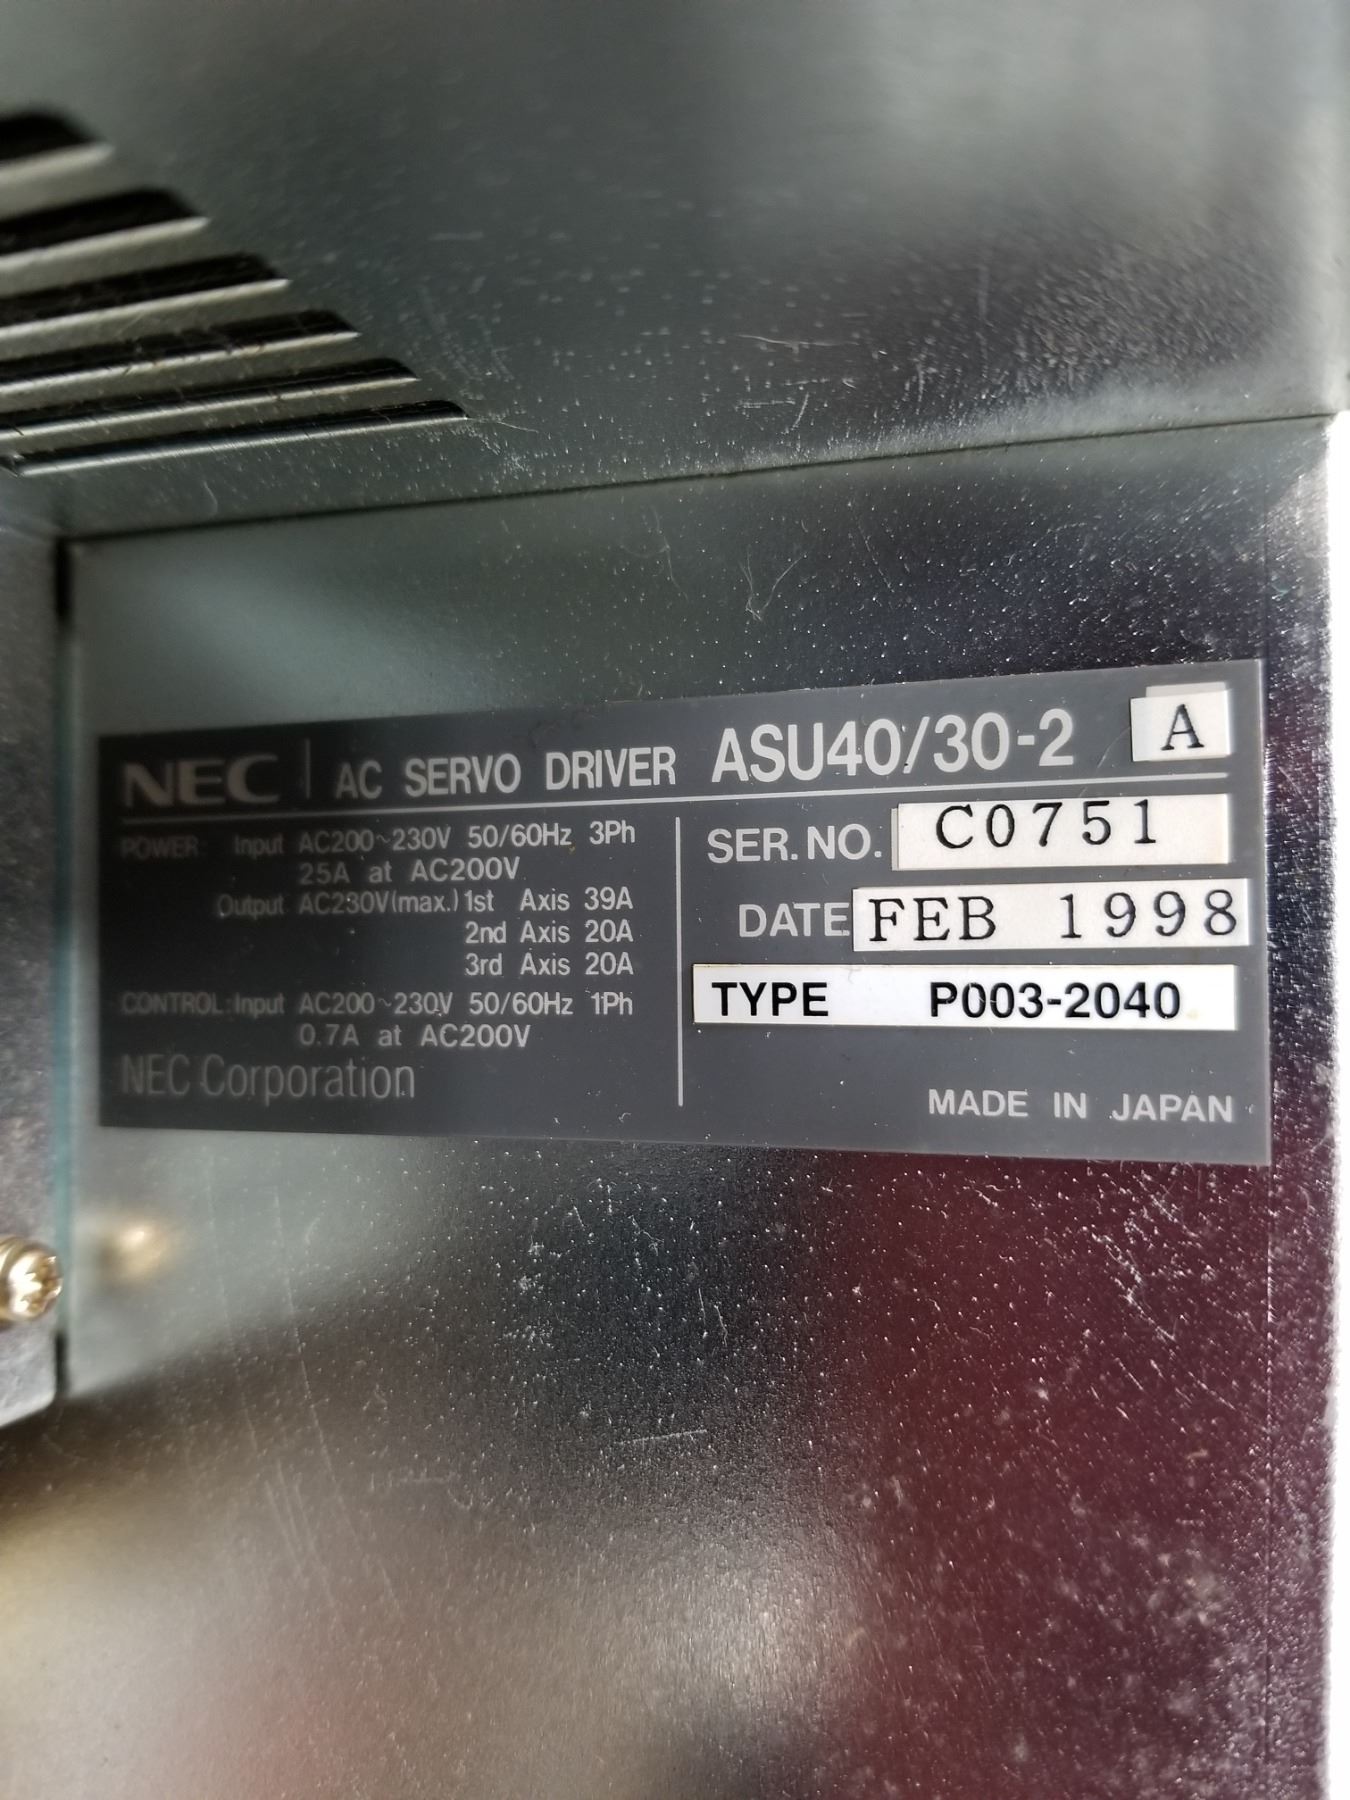 NEC AC SERVO DRIVER ASU40/30-2 A
POWER: Input AC200~230V 50/60Hz 3Ph
25A at AC200V
Output AC230V(max.) 1st Axis 39A
2nd Axis 20A
3rd Axis 20A
CONTROL: Input AC200~230V 50/60Hz 1Ph
0.7A at AC200V
NEC Corporation
SER. NO. C0751
DATE FEB 1998
TYPE P003-2040
MADE IN JAPAN